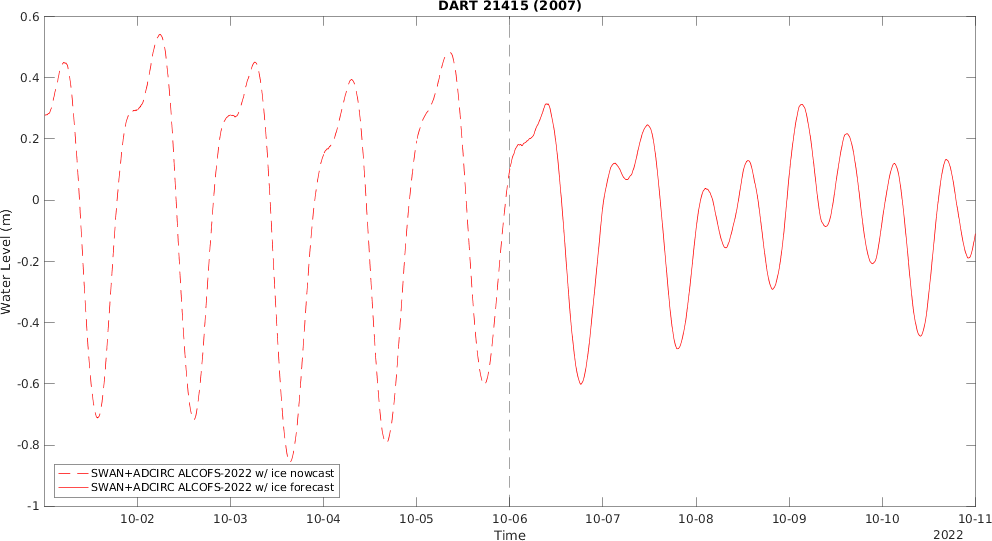 DART 21415 (2007)
0.6
0.4
0.2
0
-0.2
-0.4
-0.6
-0.8
-1
Water Level (m)
SWAN+ADCIRC ALCOFS-2022 w/ ice nowcast
SWAN+ADCIRC ALCOFS-2022 w/ ice forecast
10-02 10-03 10-04 10-05 10-06 10-07 10-08 10-09 10-10 10-11
Time
2022